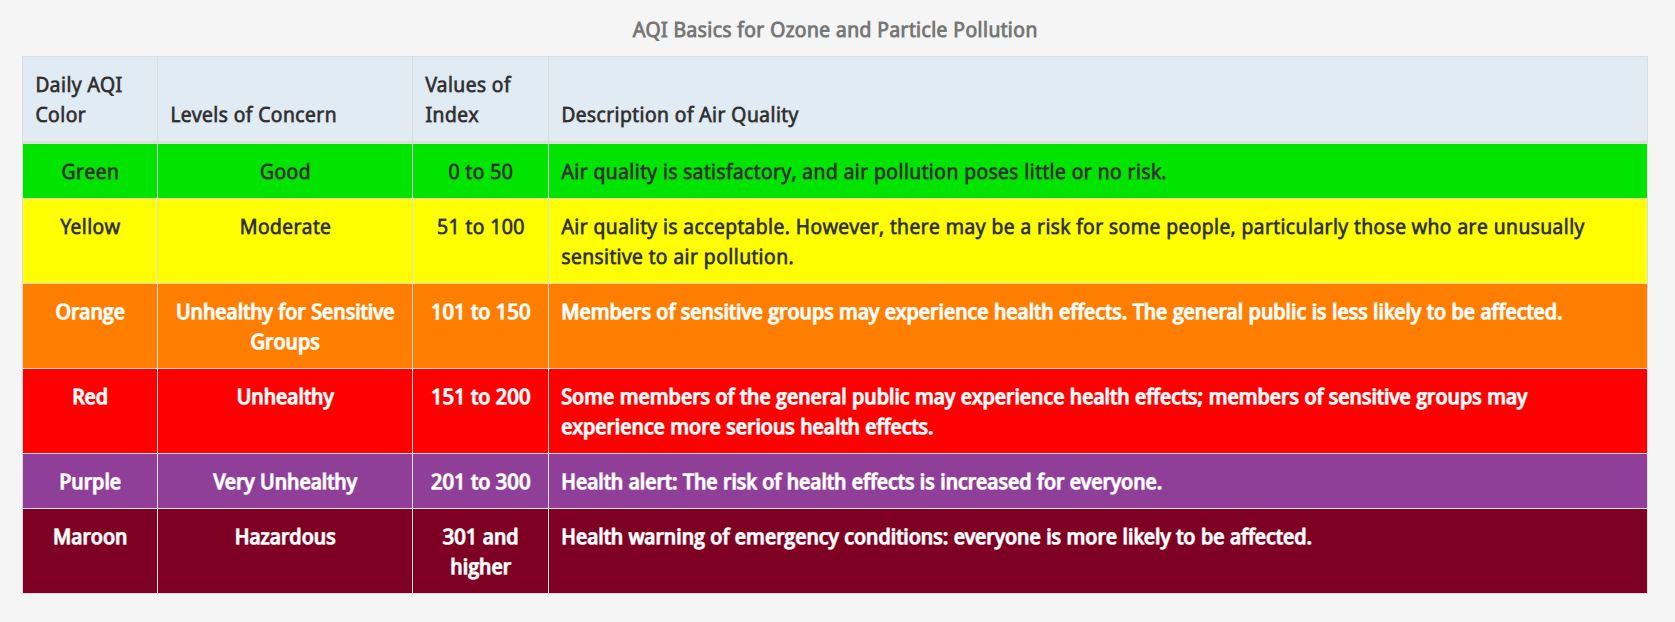 AQI Basics for Ozone and Particle Pollution
Daily AQI
Color
Levels of Concern
Values of
Index
Description of Air Quality
Green
Good
0 to 50
Air quality is satisfactory, and air pollution poses little or no risk.
Yellow
Moderate
51 to 100
Air quality is acceptable. However, there may be a risk for some people, particularly those who are unusually
sensitive to air pollution.
Orange
Unhealthy for Sensitive
Groups
101 to 150
Members of sensitive groups may experience health effects. The general public is less likely to be affected.
Red
Unhealthy
151 to 200
Some members of the general public may experience health effects; members of sensitive groups may
experience more serious health effects.
Purple
Very Unhealthy
201 to 300
Health alert: The risk of health effects is increased for everyone.
Maroon
Hazardous
301 and
higher
Health warning of emergency conditions: everyone is more likely to be affected.